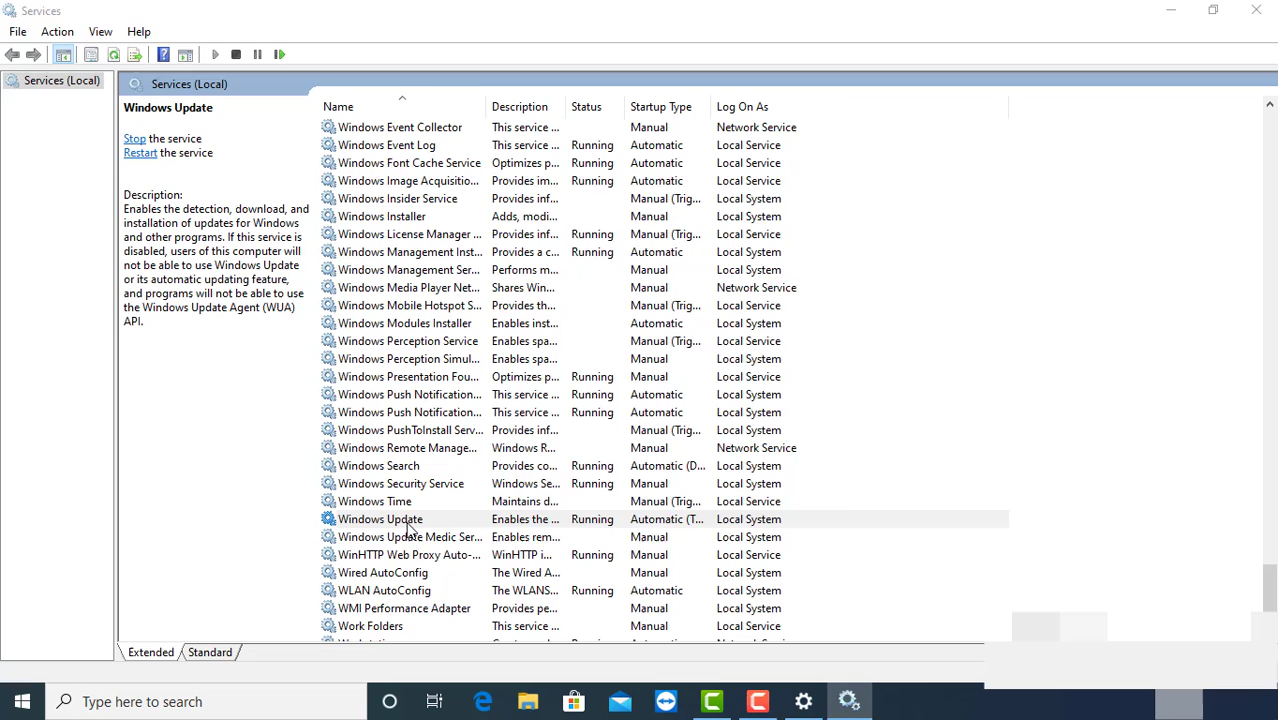 Services
File Action View Help
Services (Local)
Services (Local)
Windows Update
Stop the service
Restart the service
Description:
Enables the detection, download, and
installation of updates for Windows
and other programs. If this service is
disabled, users of this computer will
not be able to use Windows Update
or its automatic updating feature,
and programs will not be able to use
the Windows Update Agent (WUA)
API.
Name Description Status Startup Type Log On As
Windows Event Collector This service ... Manual Network Service
Windows Event Log This service ... Running Automatic Local Service
Windows Font Cache Service Optimizes p... Running Automatic Local Service
Windows Image Acquisitio... Provides im... Running Automatic Local Service
Windows Insider Service Provides inf... Manual (Trig... Local System
Windows Installer Adds, modi... Manual Local System
Windows License Manager ... Provides inf... Running Manual (Trig... Local Service
Windows Management Inst... Provides a c... Running Automatic Local System
Windows Management Ser... Performs m... Manual Local System
Windows Media Player Net... Shares Win... Manual Network Service
Windows Mobile Hotspot S... Provides th... Manual (Trig... Local Service
Windows Modules Installer Enables inst... Automatic Local System
Windows Perception Service Enables spa... Manual (Trig... Local Service
Windows Perception Simul... Enables spa... Manual Local System
Windows Presentation Fou... Optimizes p... Running Manual Local Service
Windows Push Notification... This service ... Running Automatic Local System
Windows Push Notification... This service ... Running Automatic Local System
Windows PushToInstall Serv... Provides inf... Manual (Trig... Local System
Windows Remote Manage... Windows R... Manual Network Service
Windows Search Provides co... Running Automatic (D... Local System
Windows Security Service Windows Se... Running Manual Local System
Windows Time Maintains d... Manual (Trig... Local Service
Windows Update Enables the ... Running Automatic (T... Local System
Windows Update Medic Ser... Enables rem... Manual Local System
WinHTTP Web Proxy Auto-... WinHTTP i... Running Manual Local Service
Wired AutoConfig The Wired A... Manual Local System
WLAN AutoConfig The WLANS... Running Automatic Local System
WMI Performance Adapter Provides pe... Manual Local System
Work Folders This service ... Manual Local Service
Extended Standard
Type here to search